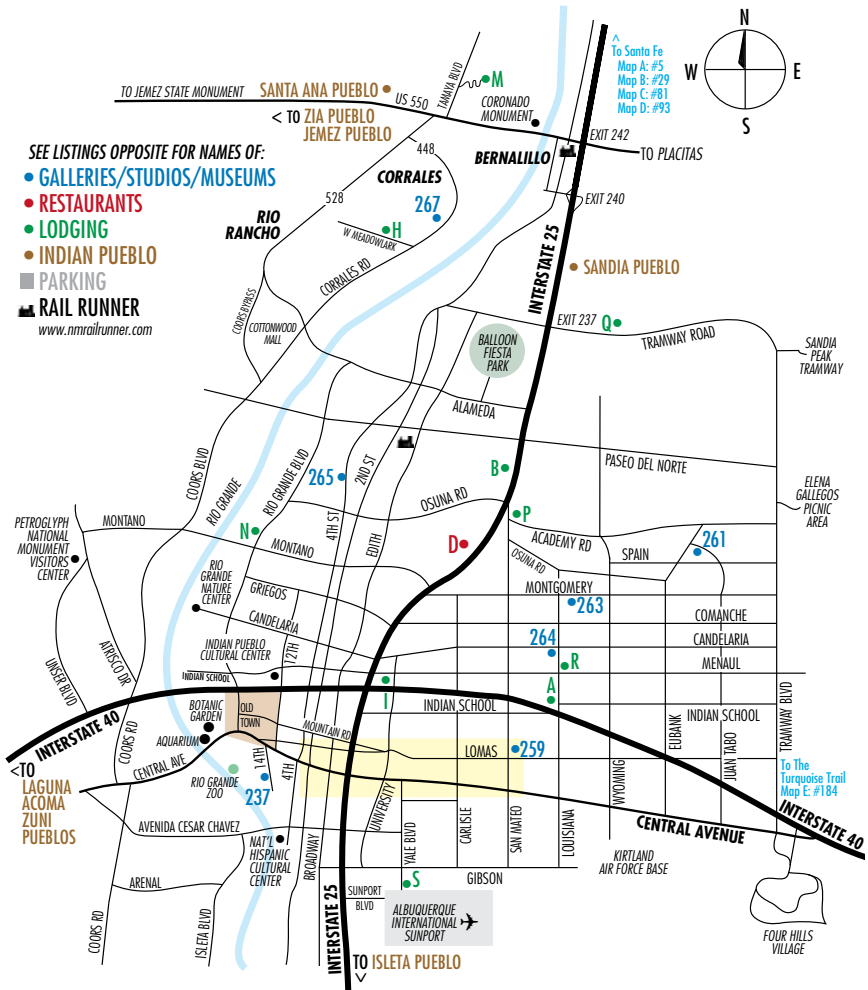 N
W
E
S
^
To Santa Fe
Map A: #5
Map B: #29
Map C: #81
Map D: #93
TO JEMEZ STATE MONUMENT
SANTA ANA PUEBLO
US 550
TAMAYA BLVD
M
CORONADO
MONUMENT
< TO ZIA PUEBLO
JEMEZ PUEBLO
EXIT 242
TO PLACITAS
BERNALILLO
448
CORRALES
EXIT 240
SEE LISTINGS OPPOSITE FOR NAMES OF:
GALLERIES/STUDIOS/MUSEUMS
RESTAURANTS
LODGING
INDIAN PUEBLO
PARKING
RAIL RUNNER
www.nmrailrunner.com
528
267
RIO
RANCHO
H
W MEADOWLARK
CORRALES RD
INTERSTATE 25
SANDIA PUEBLO
COORS BYPASS
COTTONWOOD
MALL
EXIT 237
Q
TRAMWAY ROAD
BALLOON
FIESTA
PARK
SANDIA
PEAK
TRAMWAY
ALAMEDA
PASEO DEL NORTE
COORS BLVD
RIO GRANDE
RIO GRANDE BLVD
265
2ND ST
4TH ST.
EDITH
B
OSUNA RD
P
ELENA
GALLEGOS
PICNIC
AREA
PETROGLYPH
NATIONAL
MONUMENT
VISITORS
CENTER
MONTANO
N
MONTANO
D
ACADEMY RD
OSUNA RD
SPAIN
261
RIO
GRANDE
NATURE
CENTER
GRIEGOS
CANDELARIA
MONTGOMERY
263
COMANCHE
CANDELARIA
264
MENAUL
R
UNSER BLVD
ATRISCO DR
INDIAN PUEBLO
CULTURAL CENTER
12TH
INDIAN SCHOOL
I
A
INDIAN SCHOOL
INDIAN SCHOOL
INTERSTATE 40
BOTANIC
GARDEN
OLD
TOWN
MOUNTAIN RD
AQUARIUM
LOMAS
259
EUBANK
JUAN TABO
TRAMWAY BLVD
COORS RD
CENTRAL AVE
14TH
4TH
RIO GRANDE
ZOO
237
<TO
LAGUNA
ACOMA
ZUNI
PUEBLOS
To The
Turquoise Trail
Map E: #184
WYOMING
UNIVERSITY
YALE BLVD
CARLISLE
SAN MATEO
LOUISIANA
CENTRAL AVENUE
INTERSTATE 40
AVENIDA CESAR CHAVEZ
NAT'L
HISPANIC
CULTURAL
CENTER
BROADWAY
KIRTLAND
AIR FORCE BASE
GIBSON
ARENAL
S
SUNPORT
BLVD
COORS RD
ISLETA BLVD
INTERSTATE 25
ALBUQUERQUE
INTERNATIONAL
SUNPORT
FOUR HILLS
VILLAGE
TO ISLETA PUEBLO